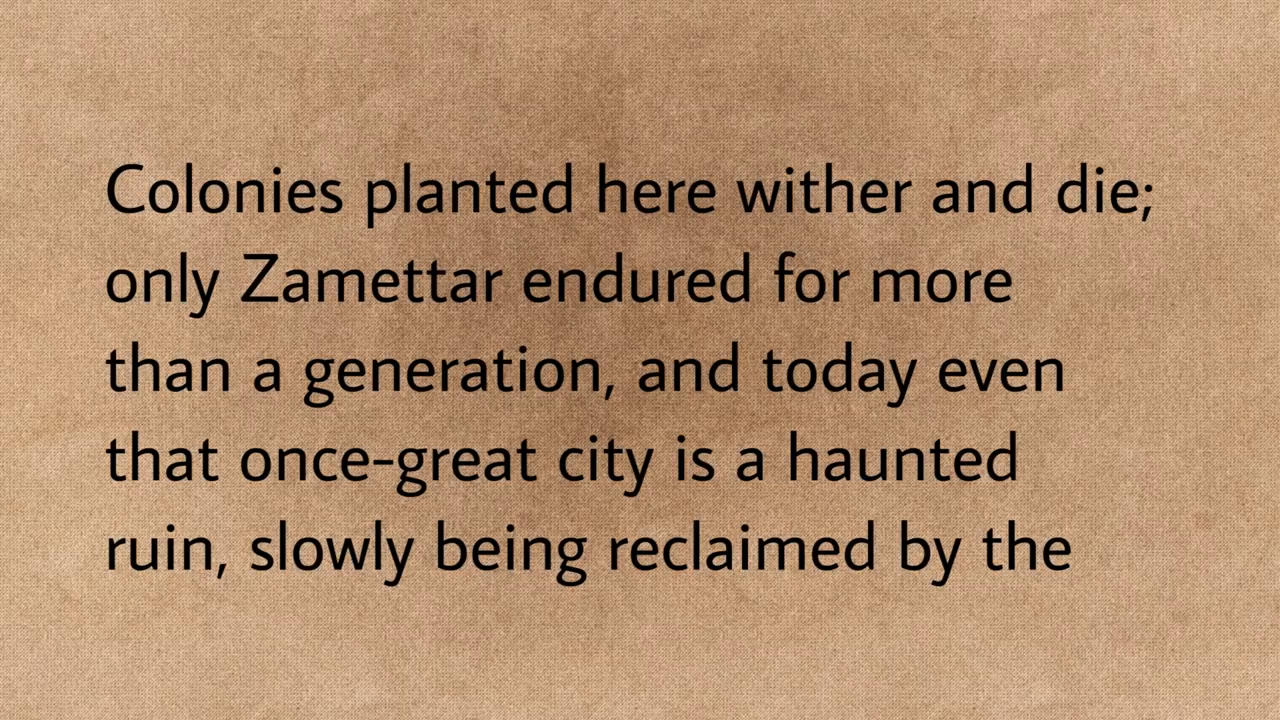 Colonies planted here wither and die;
only Zamettar endured for more
than a generation, and today even
that once-great city is a haunted
ruin, slowly being reclaimed by the